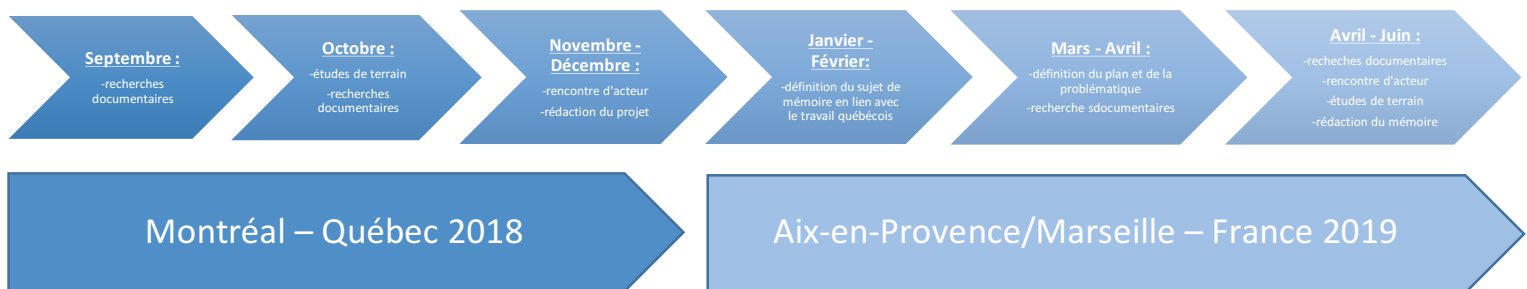 Septembre :
-recherches
documentaires
Octobre :
-études de terrain
-recherches
documentaires
Novembre -
Décembre :
-rencontre d'acteur
-rédaction du projet
Janvier -
Février:
-définition du sujet de
mémoire en lien avec
le travail québécois
Mars - Avril :
-définition du plan et de la
problématique
-recherche sdocumentaires
Avril - Juin :
-recheches documentaires
-rencontre d'acteur
-études de terrain
-rédaction du mémoire
Montréal – Québec 2018
Aix-en-Provence/Marseille – France 2019